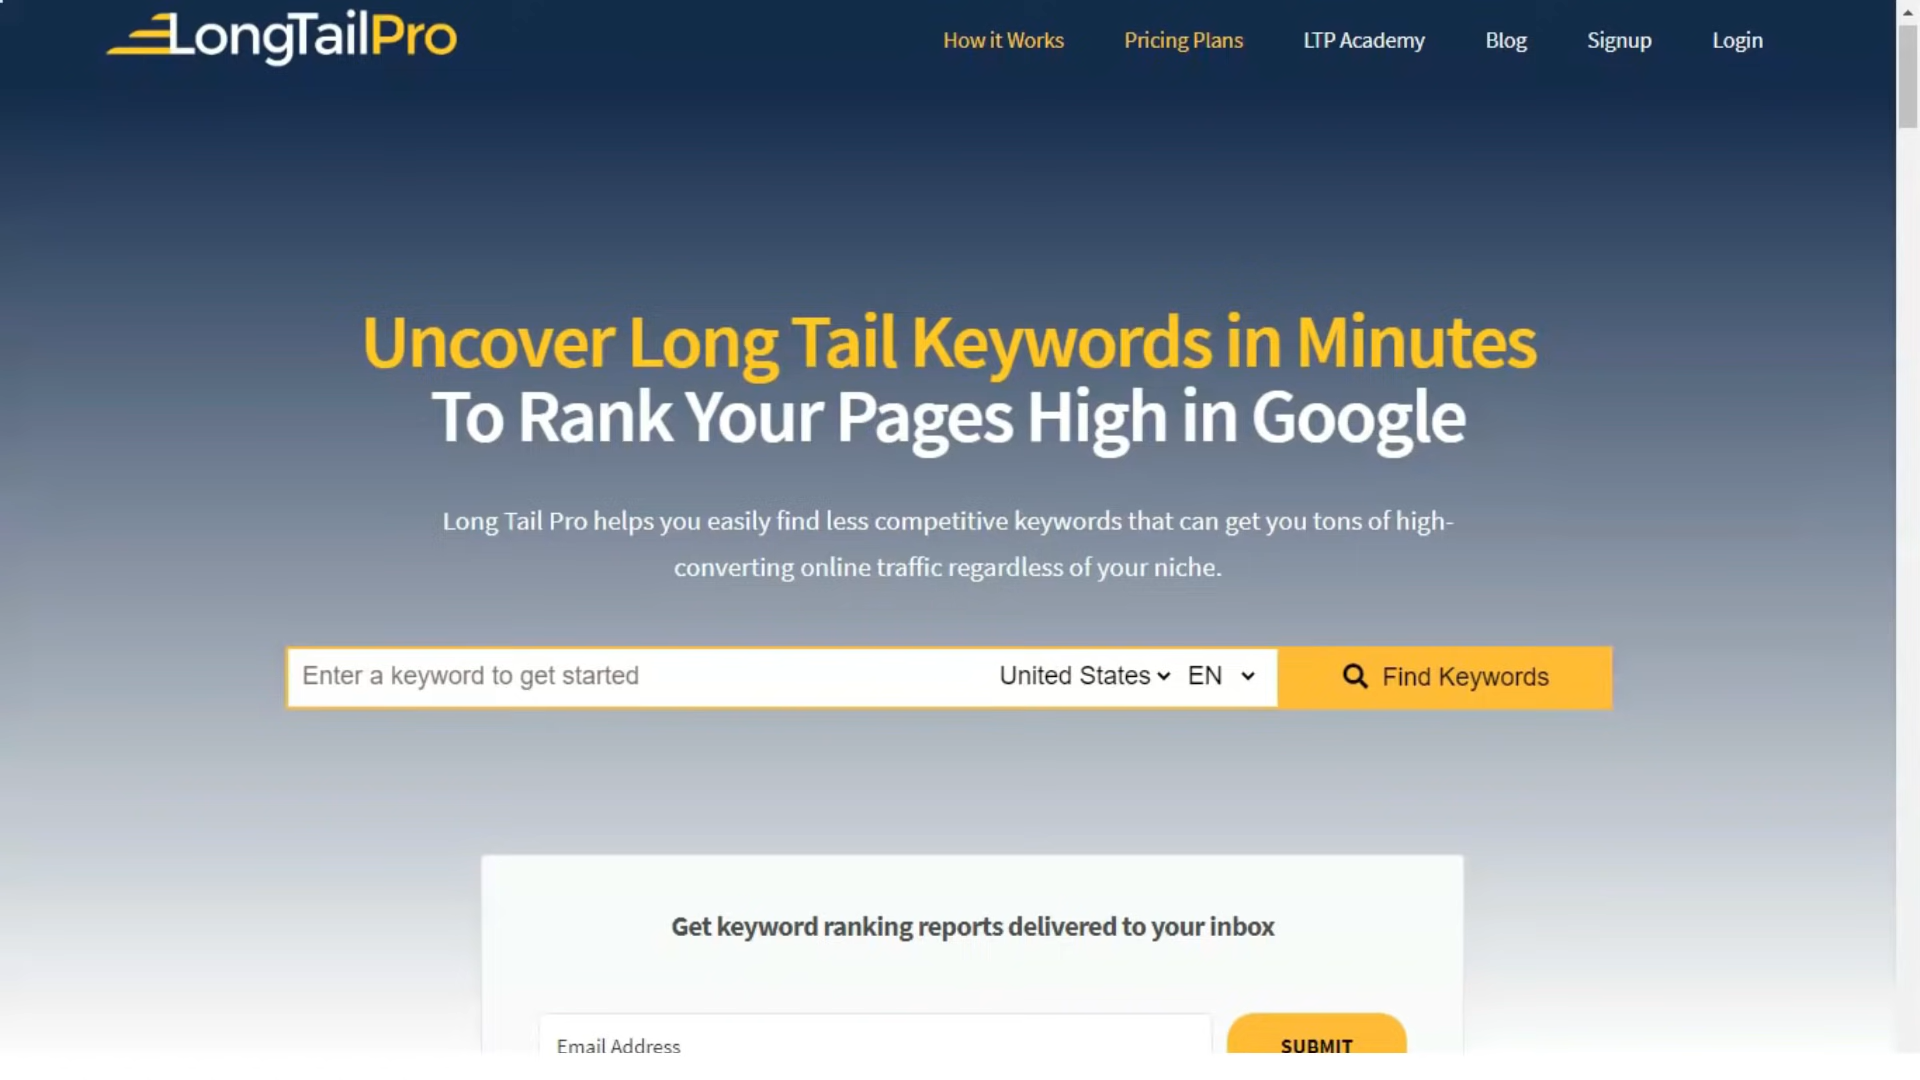 LongTailPro
How it Works Pricing Plans LTP Academy Blog Signup Login
Uncover Long Tail Keywords in Minutes
To Rank Your Pages High in Google
Long Tail Pro helps you easily find less competitive keywords that can get you tons of high-
converting online traffic regardless of your niche.
Enter a keyword to get started United States EN Find Keywords
Get keyword ranking reports delivered to your inbox
Email Address SUBMIT